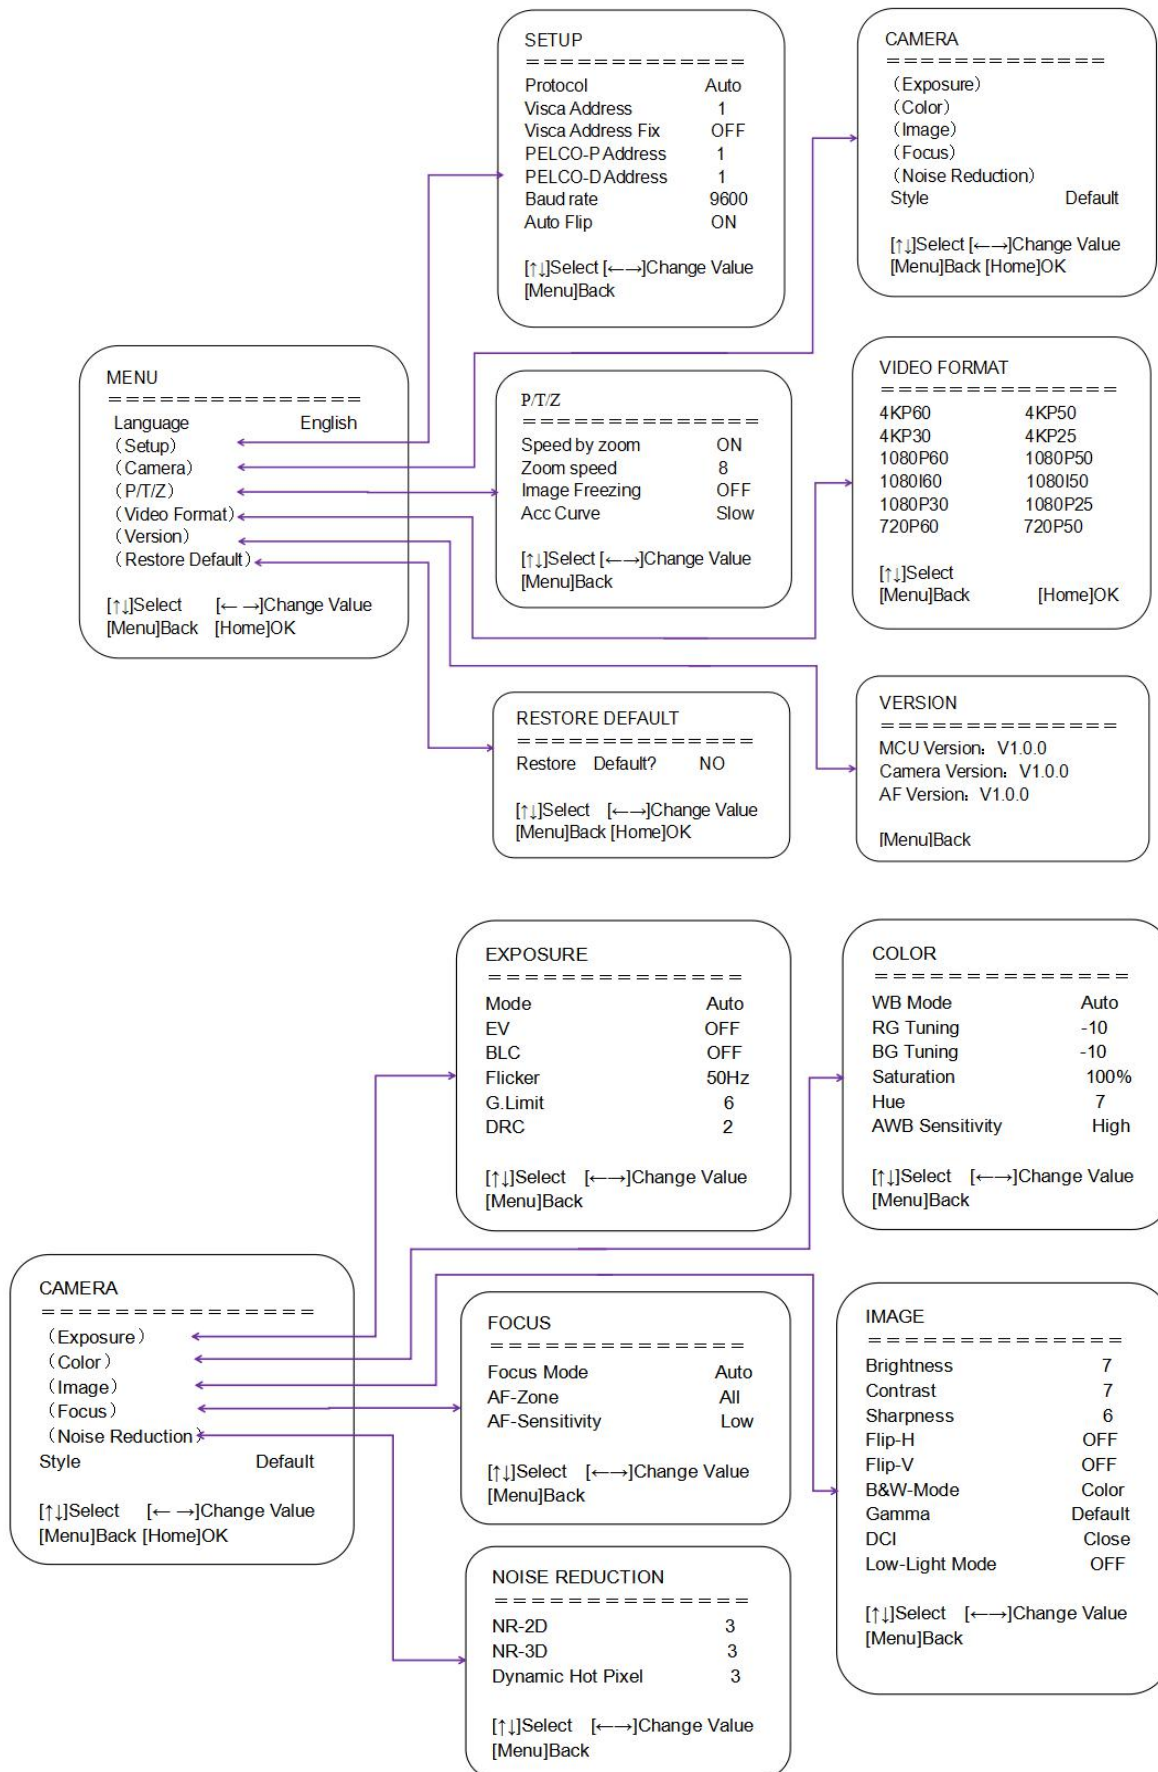 SETUP
= = = = = = = = = = = = =
Protocol Auto
Visca Address 1
Visca Address Fix OFF
PELCO-P Address 1
PELCO-D Address 1
Baud rate 9600
Auto Flip ON
[↑↓]Select [←→]Change Value
[Menu]Back
CAMERA
= = = = = = = = = = = = =
(Exposure)
(Color)
(Image)
(Focus)
(Noise Reduction)
Style Default
[↑↓]Select [←→]Change Value
[Menu]Back [Home]OK
MENU
= = = = = = = = = = = = = = =
Language English
(Setup)
(Camera)
(P/T/Z)
(Video Format)
(Version)
(Restore Default)
[↑↓]Select [← →]Change Value
[Menu]Back [Home]OK
P/T/Z
= = = = = = = = = = = = = =
Speed by zoom ON
Zoom speed 8
Image Freezing OFF
Acc Curve Slow
[↑↓]Select [←→]Change Value
[Menu]Back
VIDEO FORMAT
= = = = = = = = = = = = = =
4KP60 4KP50
4KP30 4KP25
1080P60 1080P50
1080I60 1080I50
1080P30 1080P25
720P60 720P50
[↑↓]Select
[Menu]Back [Home]OK
RESTORE DEFAULT
= = = = = = = = = = = = = =
Restore Default? NO
[↑↓]Select [←→]Change Value
[Menu]Back [Home]OK
VERSION
= = = = = = = = = = = = = =
MCU Version: V1.0.0
Camera Version: V1.0.0
AF Version: V1.0.0
[Menu]Back
EXPOSURE
= = = = = = = = = = = = = = =
Mode Auto
EV OFF
BLC OFF
Flicker 50Hz
G.Limit 6
DRC 2
[↑↓]Select [←→]Change Value
[Menu]Back
COLOR
= = = = = = = = = = = = = = =
WB Mode Auto
RG Tuning -10
BG Tuning -10
Saturation 100%
Hue 7
AWB Sensitivity High
[↑↓]Select [←→]Change Value
[Menu]Back
CAMERA
= = = = = = = = = = = = = = = =
(Exposure)
(Color)
(Image)
(Focus)
(Noise Reduction)
Style Default
[↑↓]Select [← →]Change Value
[Menu]Back [Home]OK
FOCUS
= = = = = = = = = = = = = = =
Focus Mode Auto
AF-Zone All
AF-Sensitivity Low
[↑↓]Select [←→]Change Value
[Menu]Back
IMAGE
= = = = = = = = = = = = = = =
Brightness 7
Contrast 7
Sharpness 6
Flip-H OFF
Flip-V OFF
B&W-Mode Color
Gamma Default
DCI Close
Low-Light Mode OFF
[↑↓]Select [←→]Change Value
[Menu]Back
NOISE REDUCTION
= = = = = = = = = = = = = = =
NR-2D 3
NR-3D 3
Dynamic Hot Pixel 3
[↑↓]Select [←→]Change Value
[Menu]Back